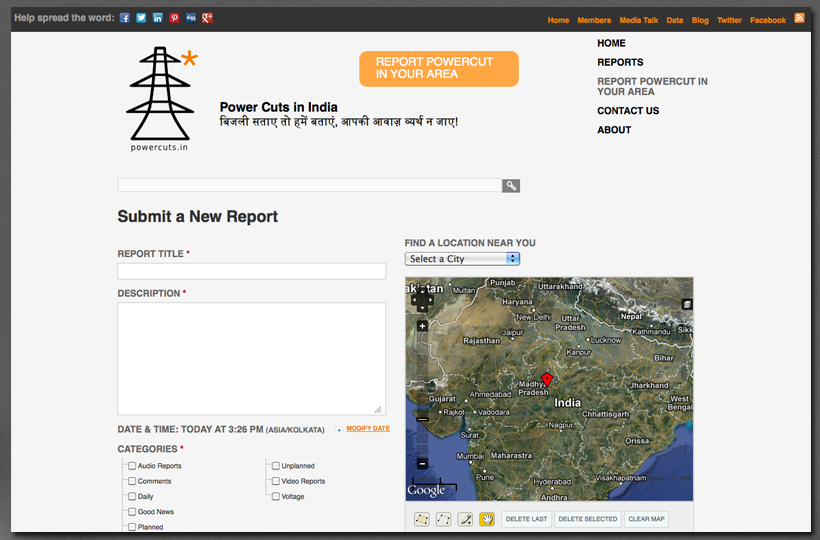 Help spread the word:
Home Members Media Talk Data Blog Twitter Facebook
powercuts.in
REPORT POWERCUT
IN YOUR AREA
Power Cuts in India
बिजली सताए तो हमें बताएं, आपकी आवाज़ व्यर्थ न जाए!
HOME
REPORTS
REPORT POWERCUT IN
YOUR AREA
CONTACT US
ABOUT
Submit a New Report
REPORT TITLE *
DESCRIPTION *
DATE & TIME: TODAY AT 3:26 PM (ASIA/KOLKATA) MODIFY DATE
CATEGORIES *
Audio Reports
Comments
Daily
Good News
Planned
Unplanned
Video Reports
Voltage
FIND A LOCATION NEAR YOU
Select a City
akistan
Multan
Punjab
Uttarakhand
Haryana
New Delhi
Uttar
Pradesh
Nepal
Kathmandu
Sikk
Jaipur
Rajasthan
Lucknow
Kanpur
Bihar
Madhya
Pradesh
Jharkhand
Gujarat
Ahmedabad
India
West
Bengal
Rajkot
Vadodara
Chhattisgarh
Nagpur
Surat
Orissa
Mumbai
Maharastra
Pune
Hyderabad
Visakhapatnam
Andhra
Google
DELETE LAST DELETE SELECTED CLEAR MAP